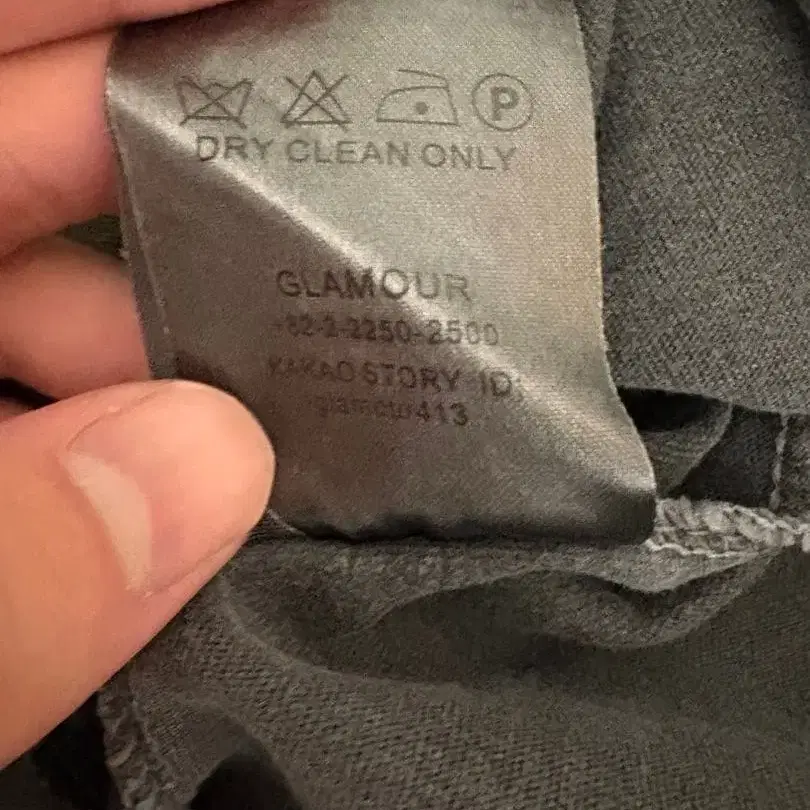 P
DRY CLEAN ONLY
GLAMOUR
+82-2-2250-2500
KAKAO STORY ID:
glamour413